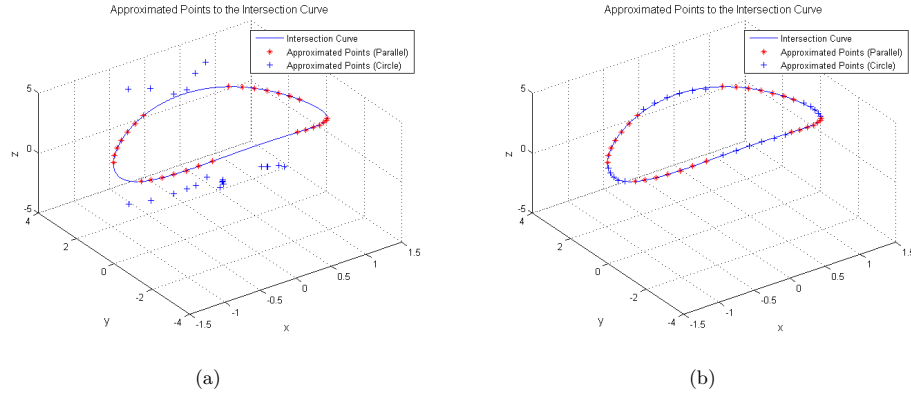 Approximated Points to the Intersection Curve
Intersection Curve
Approximated Points (Parallel)
Approximated Points (Circle)
5
0
-5
z
4
2
0
-2
-4
y
-1.5
-1
-0.5
0
0.5
1
1.5
x
(a)
Approximated Points to the Intersection Curve
Intersection Curve
Approximated Points (Parallel)
Approximated Points (Circle)
5
0
-5
z
4
2
0
-2
-4
y
-1.5
-1
-0.5
0
0.5
1
1.5
x
(b)